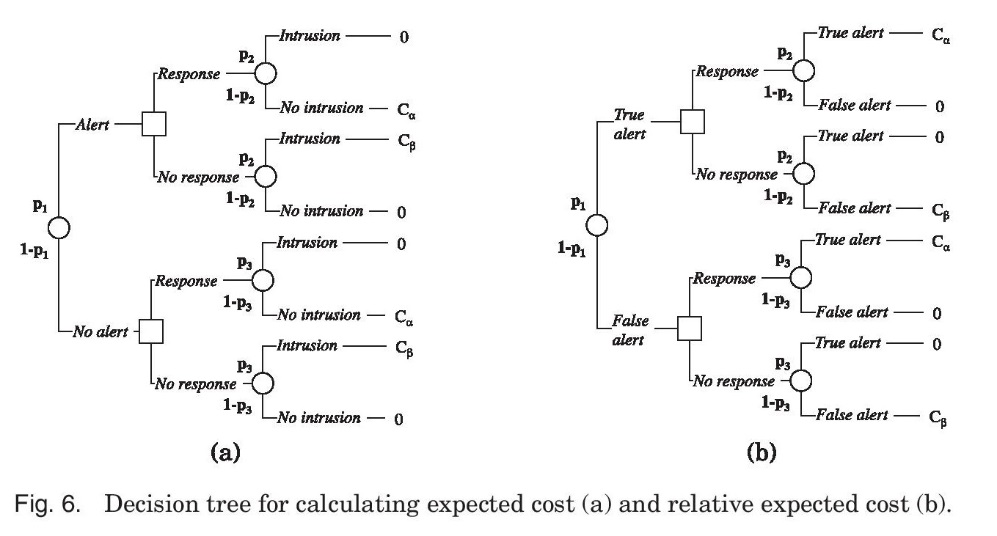 Intrusion 0
p2
Response
1-p2
No intrusion Cα
Alert
Intrusion Cβ
p2
No response
1-p2
No intrusion 0
p1
1-p1
Intrusion 0
p3
Response
1-p3
No intrusion Cα
No alert
Intrusion Cβ
p3
No response
1-p3
No intrusion 0
(a)
True alert Cα
p2
Response
1-p2
False alert 0
True
alert
True alert 0
p2
No response
1-p2
False alert Cβ
p1
1-p1
True alert Cα
p3
Response
1-p3
False alert 0
False
alert
True alert 0
p3
No response
1-p3
False alert Cβ
(b)
Fig. 6. Decision tree for calculating expected cost (a) and relative expected cost (b).